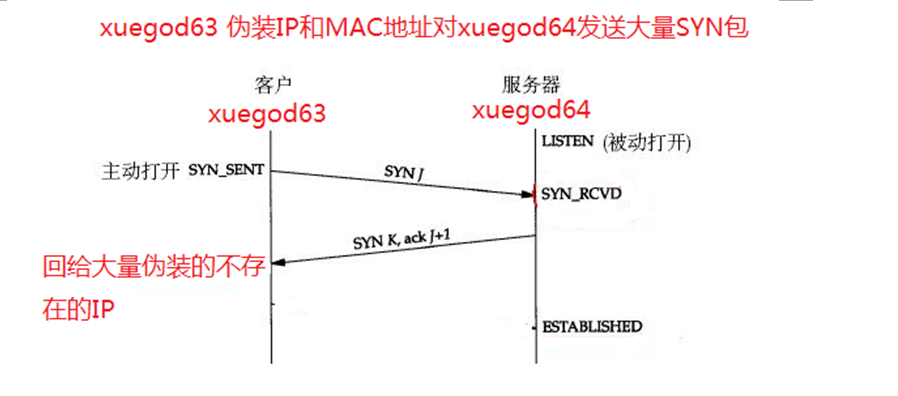 xuegod63 伪装IP和MAC地址对xuegod64发送大量SYN包
客户
服务器
xuegod63
xuegod64
LISTEN (被动打开)
主动打开 SYN_SENT
SYN J
SYN_RCVD
SYN K, ack J+1
回给大量伪装的不存
在的IP
ESTABLISHED